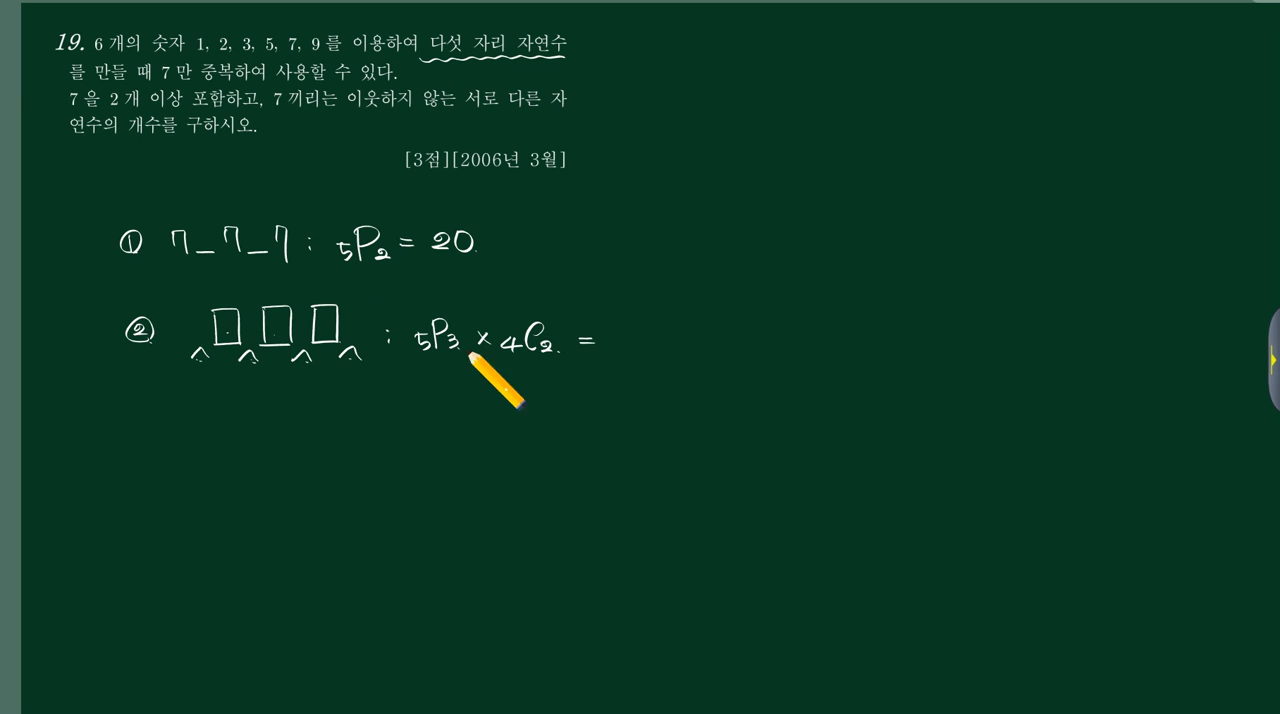 19. 6 개의 숫자 1, 2, 3, 5, 7, 9 를 이용하여 다섯 자리 자연수
를 만들 때 7 만 중복하여 사용할 수 있다.
7 을 2 개 이상 포함하고, 7 끼리는 이웃하지 않는 서로 다른 자
연수의 개수를 구하시오.
[3점][2006년 3월]
① 7_7_7 : ₅P₂ = 20.
② □ □ □ : ₅P₃ × ₄C₂. =